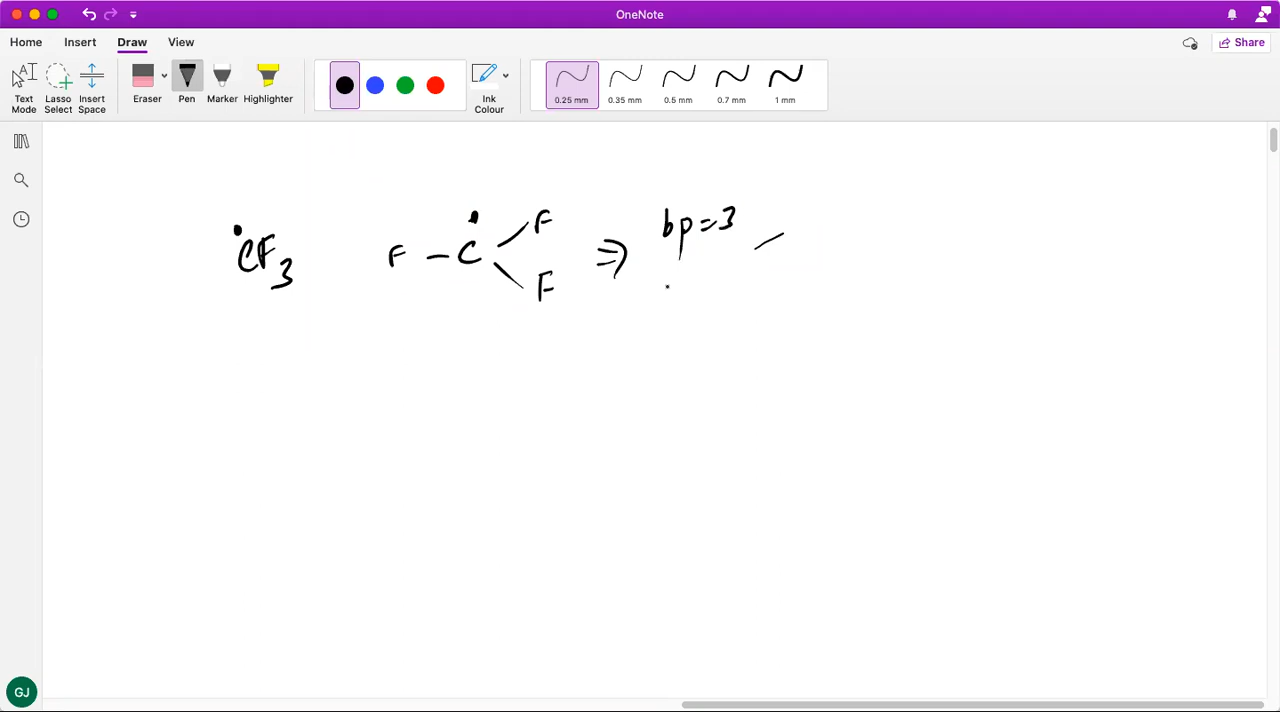 OneNote
Home Insert Draw View
Share
Text Mode
Lasso Select
Insert Space
Eraser
Pen
Marker
Highlighter
Ink Colour
0.25 mm
0.35 mm
0.5 mm
0.7 mm
1 mm
•CF3
F – C
F
F
⇒ bp=3
GJ